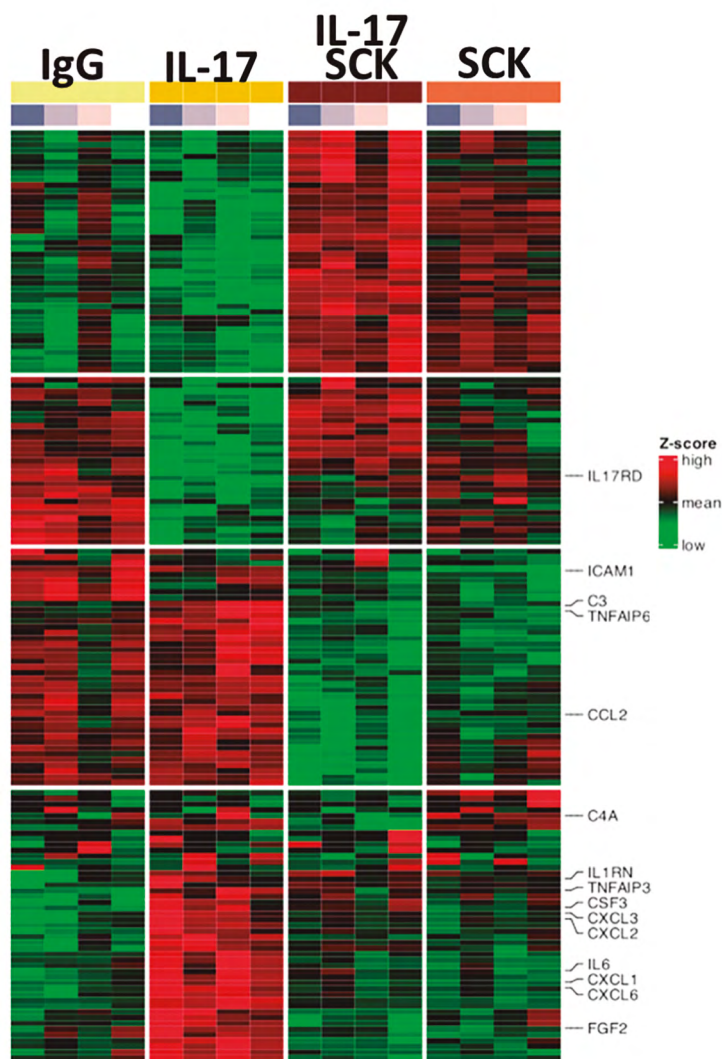 IgG
IL-17
IL-17
SCK
SCK
Z-score
high
mean
low
IL17RD
ICAM1
C3
TNFAIP6
CCL2
C4A
IL1RN
TNFAIP3
CSF3
CXCL3
CXCL2
IL6
CXCL1
CXCL6
FGF2